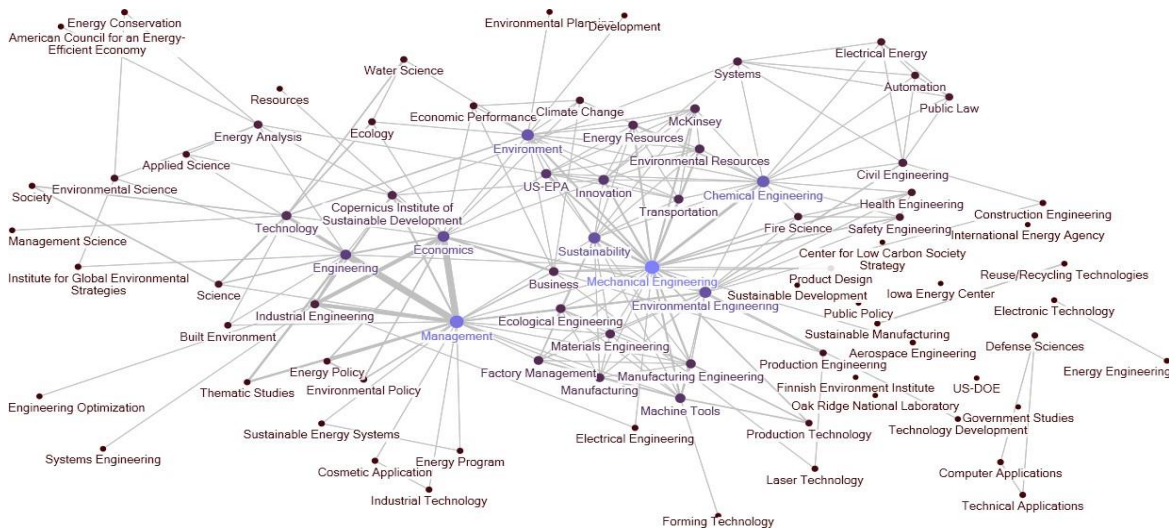 Energy Conservation
American Council for an Energy-
Efficient Economy
Environmental Planning
Development
Water Science
Systems
Electrical Energy
Automation
Public Law
Resources
Economic Performance
Climate Change
McKinsey
Energy Analysis
Ecology
Environment
Energy Resources
Applied Science
Environmental Resources
Civil Engineering
Society
Environmental Science
US-EPA
Innovation
Chemical Engineering
Health Engineering
Copernicus Institute of
Sustainable Development
Technology
Transportation
Fire Science
Safety Engineering
Construction Engineering
International Energy Agency
Management Science
Economics
Sustainability
Center for Low Carbon Society
Strategy
Institute for Global Environmental
Strategies
Engineering
Science
Business
Mechanical Engineering
Product Design
Reuse/Recycling Technologies
Sustainable Development
Iowa Energy Center
Industrial Engineering
Ecological Engineering
Environmental Engineering
Public Policy
Electronic Technology
Built Environment
Management
Materials Engineering
Sustainable Manufacturing
Aerospace Engineering
Defense Sciences
Energy Policy
Factory Management
Manufacturing Engineering
Production Engineering
Energy Engineering
Thematic Studies
Environmental Policy
Manufacturing
Finnish Environment Institute
US-DOE
Engineering Optimization
Machine Tools
Oak Ridge National Laboratory
Government Studies
Technology Development
Sustainable Energy Systems
Electrical Engineering
Production Technology
Systems Engineering
Cosmetic Application
Energy Program
Laser Technology
Computer Applications
Industrial Technology
Technical Applications
Forming Technology